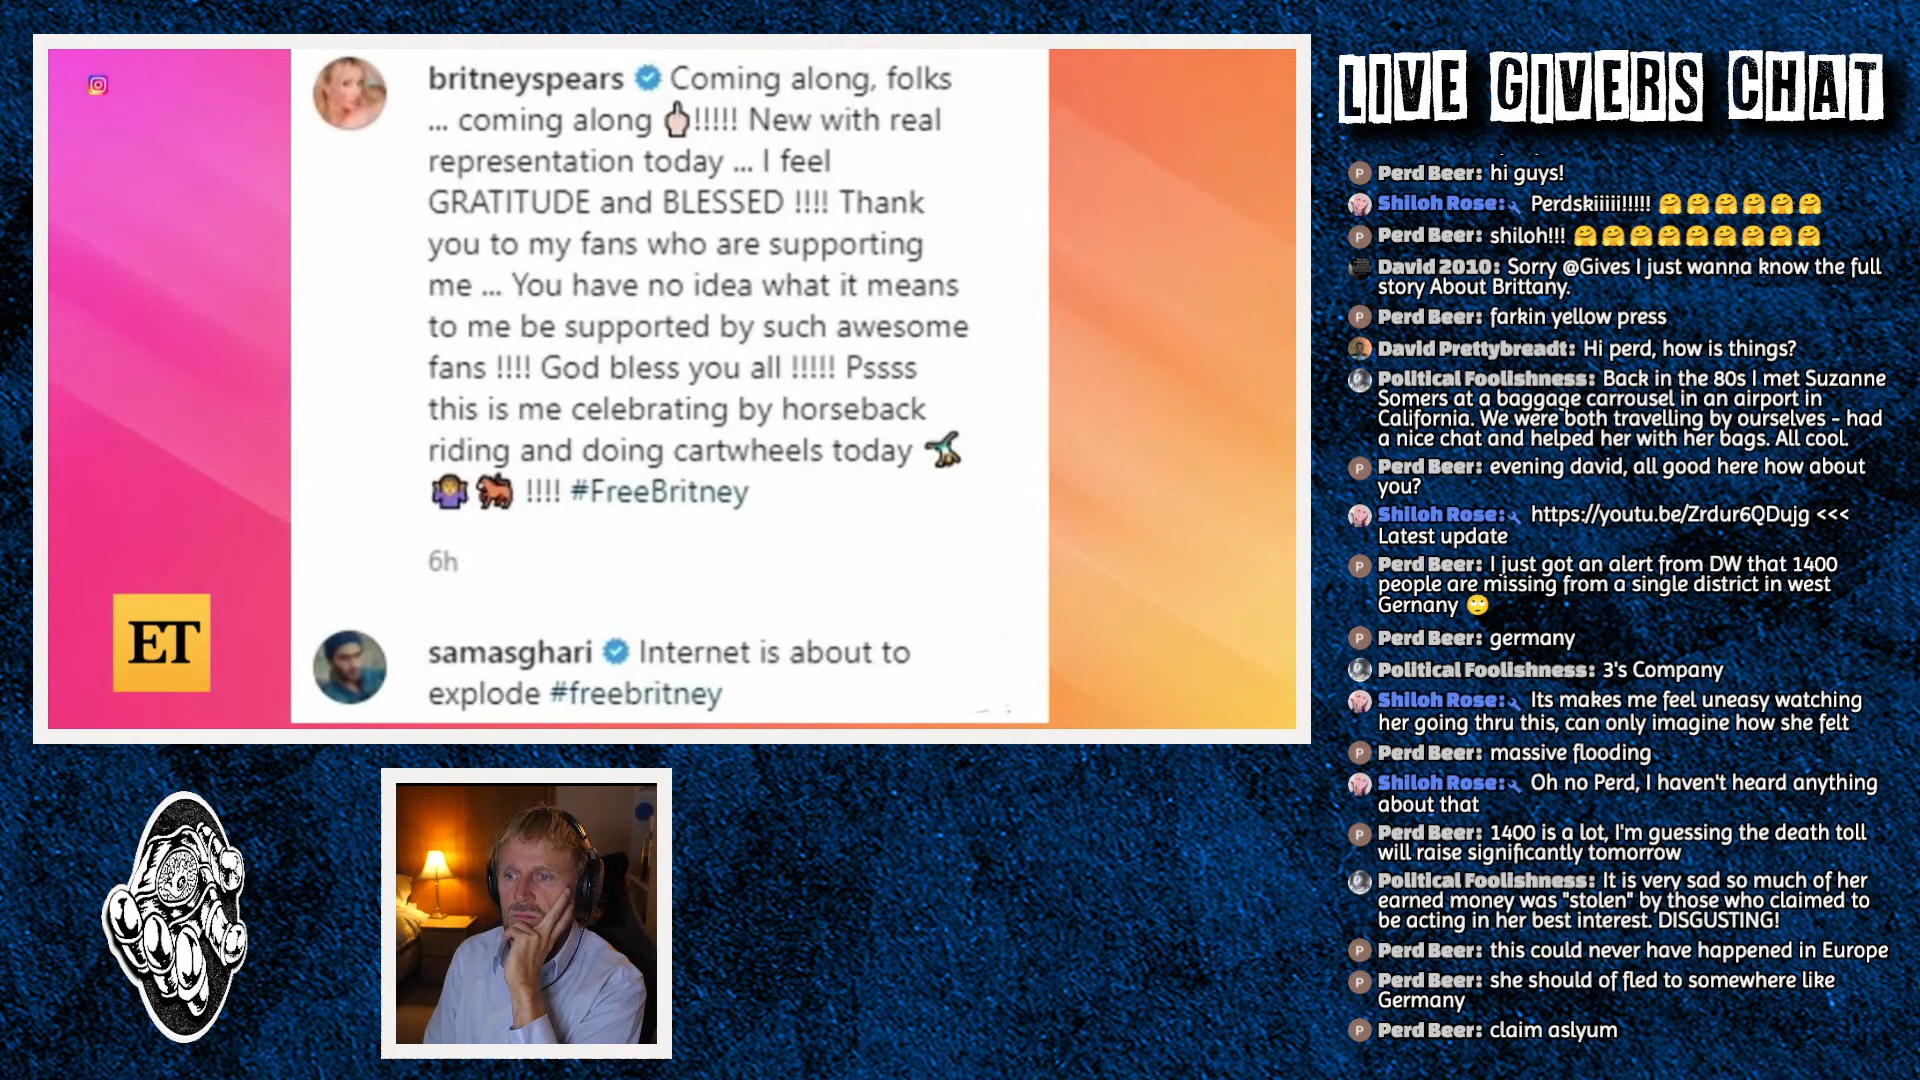 britneyspears Coming along, folks
... coming along 🖕!!!!! New with real
representation today ... I feel
GRATITUDE and BLESSED !!!! Thank
you to my fans who are supporting
me ... You have no idea what it means
to me be supported by such awesome
fans !!!! God bless you all !!!!! Pssss
this is me celebrating by horseback
riding and doing cartwheels today 🤸
🤷🐎 !!!! #FreeBritney
6h
samasghari Internet is about to
explode #freebritney
ET
LIVE GIVERS CHAT
P Perd Beer: hi guys!
Shiloh Rose: Perdskiiiii!!!!! 🤗🤗🤗🤗🤗🤗
P Perd Beer: shiloh!!! 🤗🤗🤗🤗🤗🤗🤗🤗🤗
David 2010: Sorry @Gives I just wanna know the full
story About Brittany.
P Perd Beer: farkin yellow press
David Prettybreadt: Hi perd, how is things?
Political Foolishness: Back in the 80s I met Suzanne
Somers at a baggage carrousel in an airport in
California. We were both travelling by ourselves - had
a nice chat and helped her with her bags. All cool.
P Perd Beer: evening david, all good here how about
you?
Shiloh Rose: https://youtu.be/Zrdur6QDujg <<<
Latest update
P Perd Beer: I just got an alert from DW that 1400
people are missing from a single district in west
Gernany 🙄
P Perd Beer: germany
Political Foolishness: 3's Company
Shiloh Rose: Its makes me feel uneasy watching
her going thru this, can only imagine how she felt
P Perd Beer: massive flooding
Shiloh Rose: Oh no Perd, I haven't heard anything
about that
P Perd Beer: 1400 is a lot, I'm guessing the death toll
will raise significantly tomorrow
Political Foolishness: It is very sad so much of her
earned money was "stolen" by those who claimed to
be acting in her best interest. DISGUSTING!
P Perd Beer: this could never have happened in Europe
P Perd Beer: she should of fled to somewhere like
Germany
P Perd Beer: claim aslyum